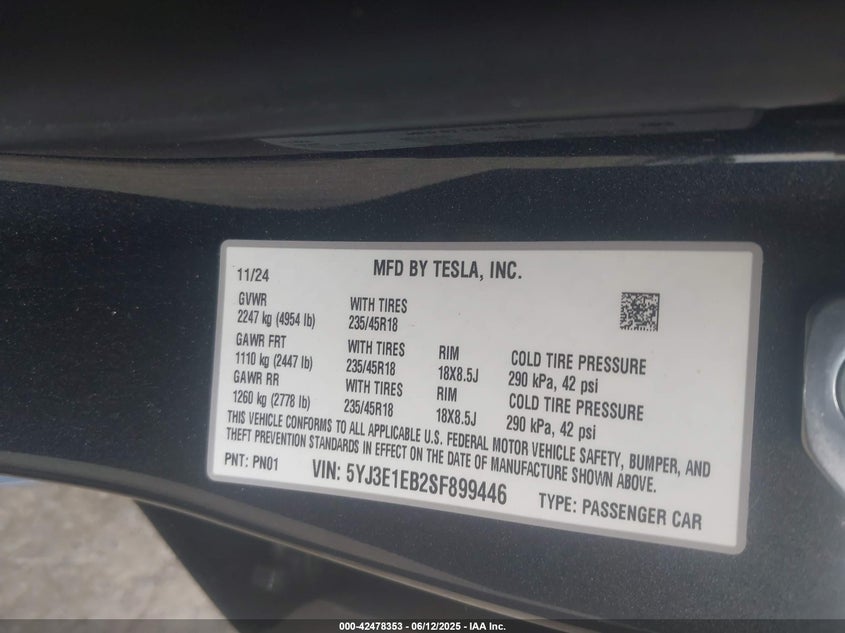 11/24
MFD BY TESLA, INC.
GVWR
2247 kg (4954 lb)
WITH TIRES
235/45R18
GAWR FRT
1110 kg (2447 lb)
WITH TIRES
235/45R18
RIM
18X8.5J
COLD TIRE PRESSURE
290 kPa, 42 psi
GAWR RR
1260 kg (2778 lb)
WITH TIRES
235/45R18
RIM
18X8.5J
COLD TIRE PRESSURE
290 kPa, 42 psi
THIS VEHICLE CONFORMS TO ALL APPLICABLE U.S. FEDERAL MOTOR VEHICLE SAFETY, BUMPER, AND
THEFT PREVENTION STANDARDS IN EFFECT ON THE DATE OF MANUFACTURE SHOWN ABOVE.
PNT: PN01
VIN: 5YJ3E1EB2SF899446
TYPE: PASSENGER CAR
000-42478353 - 06/12/2025 - IAA Inc.